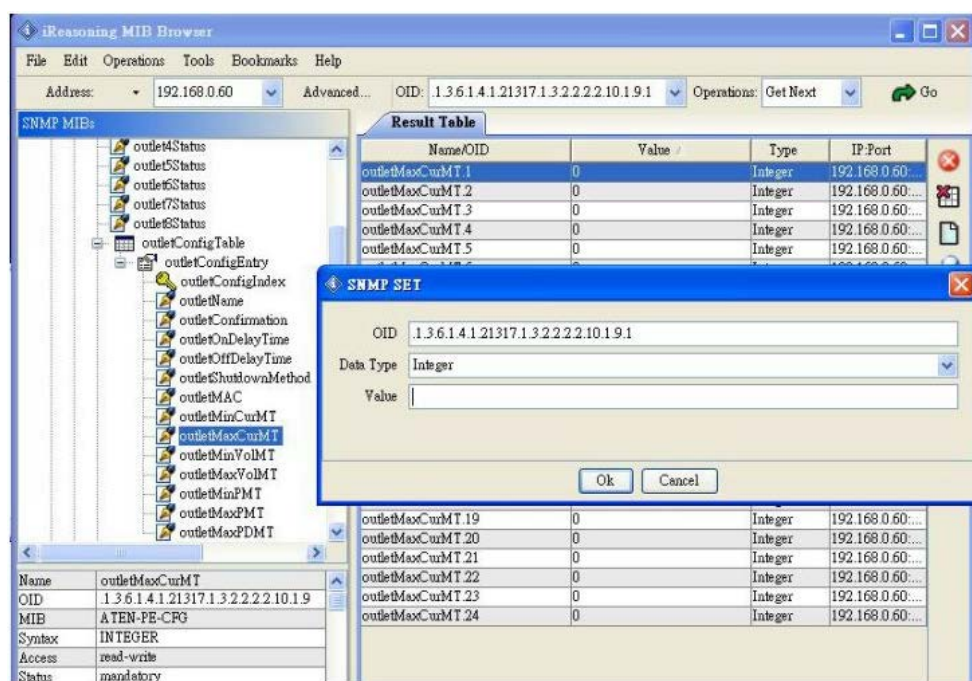 iReasoning MIB Browser
File Edit Operations Tools Bookmarks Help
Address: 192.168.0.60 Advanced... OID: .1.3.6.1.4.1.21317.1.3.2.2.2.2.10.1.9.1 Operations: Get Next Go
SNMP MIBs
outlet4Status
outlet5Status
outlet6Status
outlet7Status
outlet8Status
outletConfigTable
outletConfigEntry
outletConfigIndex
outletName
outletConfirmation
outletOnDelayTime
outletOffDelayTime
outletShutdownMethod
outletMAC
outletMinCurMT
outletMaxCurMT
outletMinVolMT
outletMaxVolMT
outletMinPMT
outletMaxPMT
outletMaxPDMT
Name outletMaxCurMT
OID .1.3.6.1.4.1.21317.1.3.2.2.2.2.10.1.9
MIB ATEN-PE-CFG
Syntax INTEGER
Access read-write
Status mandatory
Result Table
Name/OID Value Type IP:Port
outletMaxCurMT.1 0 Integer 192.168.0.60:...
outletMaxCurMT.2 0 Integer 192.168.0.60:...
outletMaxCurMT.3 0 Integer 192.168.0.60:...
outletMaxCurMT.4 0 Integer 192.168.0.60:...
outletMaxCurMT.5 0 Integer 192.168.0.60:...
SNMP SET
OID .1.3.6.1.4.1.21317.1.3.2.2.2.2.10.1.9.1
Data Type Integer
Value
Ok Cancel
outletMaxCurMT.19 0 Integer 192.168.0.60:...
outletMaxCurMT.20 0 Integer 192.168.0.60:...
outletMaxCurMT.21 0 Integer 192.168.0.60:...
outletMaxCurMT.22 0 Integer 192.168.0.60:...
outletMaxCurMT.23 0 Integer 192.168.0.60:...
outletMaxCurMT.24 0 Integer 192.168.0.60:...